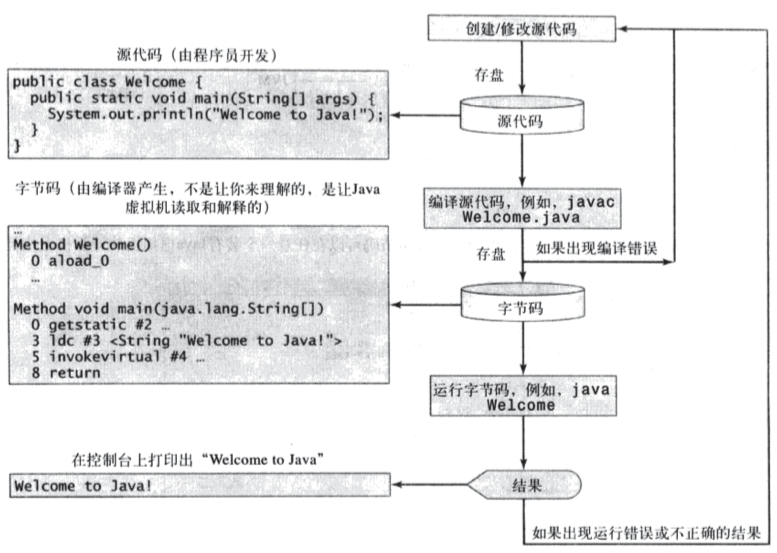 创建/修改源代码
源代码（由程序员开发）
存盘
public class Welcome {
public static void main(String[] args) {
System.out.println("Welcome to Java!");
}
}
源代码
字节码（由编译器产生，不是让你来理解的，是让Java
虚拟机读取和解释的）
编译源代码，例如，javac
Welcome.java
…
Method Welcome()
0 aload_0
…
存盘
如果出现编译错误
Method void main(java.lang.String[])
0 getstatic #2 …
3 ldc #3 <String "Welcome to Java!">
5 invokevirtual #4 …
8 return
字节码
运行字节码，例如，java
Welcome
在控制台上打印出“Welcome to Java”
Welcome to Java!
结果
如果出现运行错误或不正确的结果